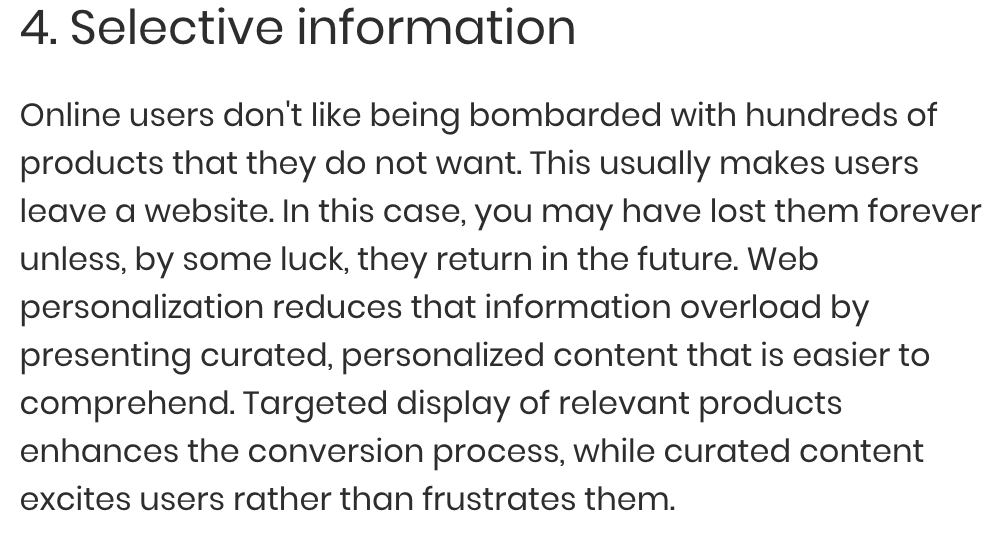 4. Selective information
Online users don't like being bombarded with hundreds of
products that they do not want. This usually makes users
leave a website. In this case, you may have lost them forever
unless, by some luck, they return in the future. Web
personalization reduces that information overload by
presenting curated, personalized content that is easier to
comprehend. Targeted display of relevant products
enhances the conversion process, while curated content
excites users rather than frustrates them.